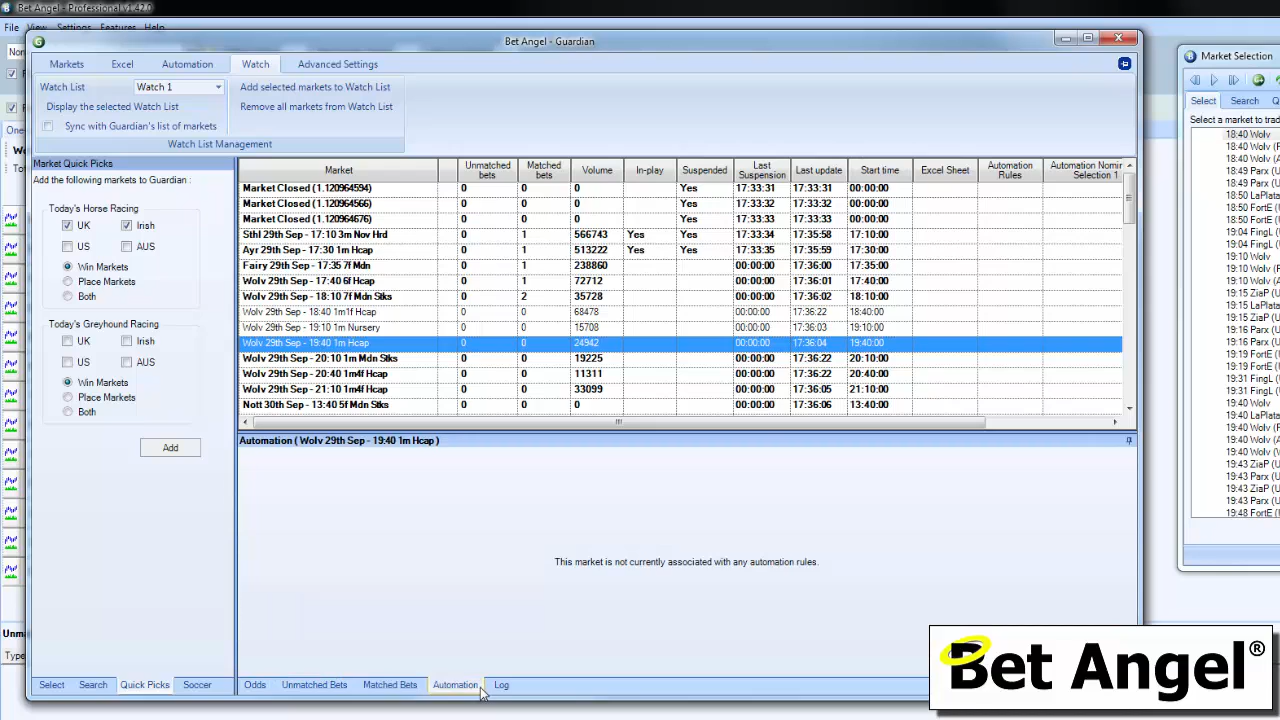 Bet Angel - Professional v1.42.0
File View Settings Features Help
Bet Angel - Guardian
Markets Excel Automation Watch Advanced Settings
Watch List Watch 1 Add selected markets to Watch List
Display the selected Watch List Remove all markets from Watch List
Sync with Guardian's list of markets
Watch List Management
Market Quick Picks
Add the following markets to Guardian :
Today's Horse Racing
UK Irish
US AUS
Win Markets
Place Markets
Both
Today's Greyhound Racing
UK Irish
US AUS
Win Markets
Place Markets
Both
Add
Select Search Quick Picks Soccer
Market Unmatched bets Matched bets Volume In-play Suspended Last Suspension Last update Start time Excel Sheet Automation Rules Automation Nomin Selection 1
Market Closed (1.120964594) 0 0 0 Yes 17:33:31 17:33:31 00:00:00
Market Closed (1.120964566) 0 0 0 Yes 17:33:32 17:33:32 00:00:00
Market Closed (1.120964676) 0 0 0 Yes 17:33:33 17:33:33 00:00:00
Sthl 29th Sep - 17:10 3m Nov Hrd 0 1 566743 Yes Yes 17:33:34 17:35:58 17:10:00
Ayr 29th Sep - 17:30 1m Hcap 0 1 513222 Yes Yes 17:33:35 17:35:59 17:30:00
Fairy 29th Sep - 17:35 7f Mdn 0 1 238860 00:00:00 17:36:00 17:35:00
Wolv 29th Sep - 17:40 6f Hcap 0 1 72712 00:00:00 17:36:01 17:40:00
Wolv 29th Sep - 18:10 7f Mdn Stks 0 2 35728 00:00:00 17:36:02 18:10:00
Wolv 29th Sep - 18:40 1m1f Hcap 0 0 68478 00:00:00 17:36:22 18:40:00
Wolv 29th Sep - 19:10 1m Nursery 0 0 15708 00:00:00 17:36:03 19:10:00
Wolv 29th Sep - 19:40 1m Hcap 0 0 24942 00:00:00 17:36:04 19:40:00
Wolv 29th Sep - 20:10 1m Mdn Stks 0 0 19225 00:00:00 17:36:22 20:10:00
Wolv 29th Sep - 20:40 1m4f Hcap 0 0 11311 00:00:00 17:36:22 20:40:00
Wolv 29th Sep - 21:10 1m4f Hcap 0 0 33099 00:00:00 17:36:05 21:10:00
Nott 30th Sep - 13:40 5f Mdn Stks 0 0 0 00:00:00 17:36:06 13:40:00
Automation ( Wolv 29th Sep - 19:40 1m Hcap )
This market is not currently associated with any automation rules.
Odds Unmatched Bets Matched Bets Automation Log
Market Selection
Select Search
Select a market to trad
18:40 Wolv
18:40 Wolv (
18:40 Wolv (
18:49 Parx (
18:49 Parx (
18:50 LaPlata
18:50 FortE (
18:50 FortE (
19:04 FingL (
19:04 FingL (
19:10 Wolv
19:10 Wolv (
19:10 Wolv (
19:15 ZiaP (U
19:15 LaPlata
19:15 ZiaP (U
19:16 Parx (U
19:16 Parx (U
19:19 FortE (
19:19 FortE (
19:31 FingL (
19:31 FingL (
19:40 Wolv
19:40 LaPlata
19:40 Wolv (
19:40 Wolv (
19:43 ZiaP (U
19:43 Parx (U
19:43 ZiaP (U
19:43 Parx (U
19:48 FortE (
Bet Angel®